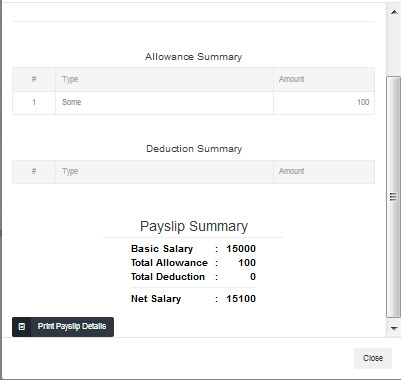 Allowance Summary
# Type Amount
1 Some 100
Deduction Summary
# Type Amount
Payslip Summary
Basic Salary : 15000
Total Allowance : 100
Total Deduction : 0
Net Salary : 15100
Print Payslip Details
Close